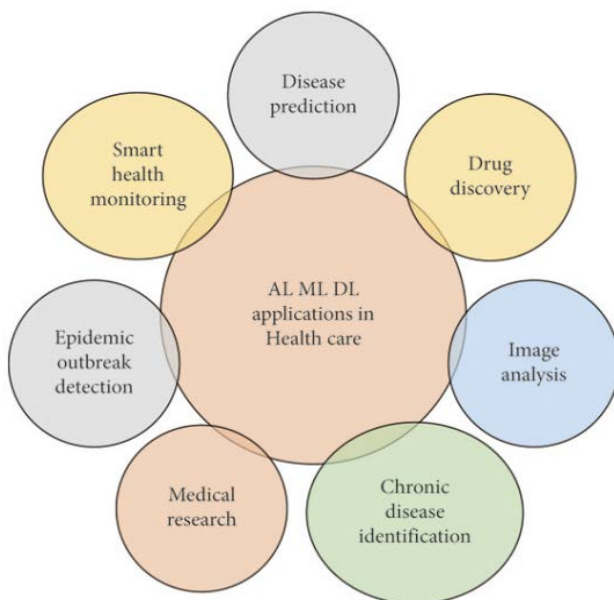 Disease
prediction
Smart
health
monitoring
Drug
discovery
AL ML DL
applications in
Health care
Epidemic
outbreak
detection
Image
analysis
Medical
research
Chronic
disease
identification